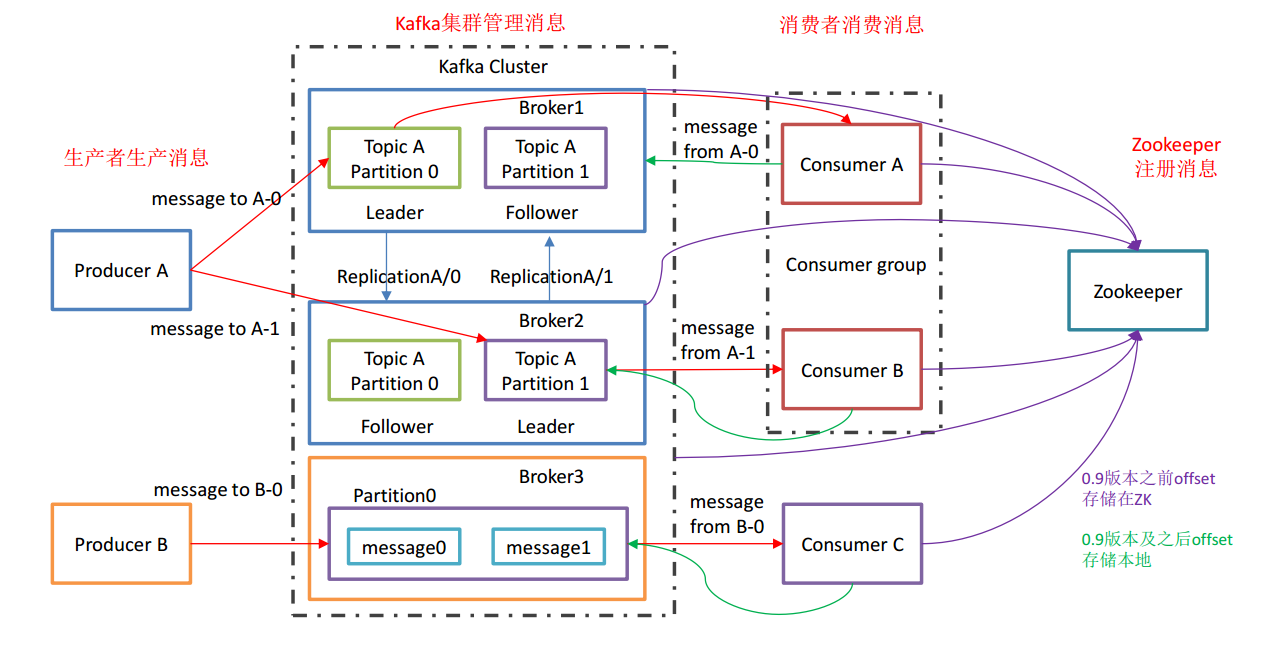 Kafka集群管理消息
消费者消费消息
Kafka Cluster
生产者生产消息
Zookeeper
注册消息
Broker1
Topic A
Partition 0
Topic A
Partition 1
Leader
Follower
message to A-0
Producer A
message to A-1
ReplicationA/0
ReplicationA/1
Broker2
Topic A
Partition 0
Topic A
Partition 1
Follower
Leader
message
from A-0
Consumer A
Consumer group
message
from A-1
Consumer B
Zookeeper
message to B-0
Producer B
Broker3
Partition0
message0
message1
message
from B-0
Consumer C
0.9版本之前offset
存储在ZK
0.9版本及之后offset
存储本地